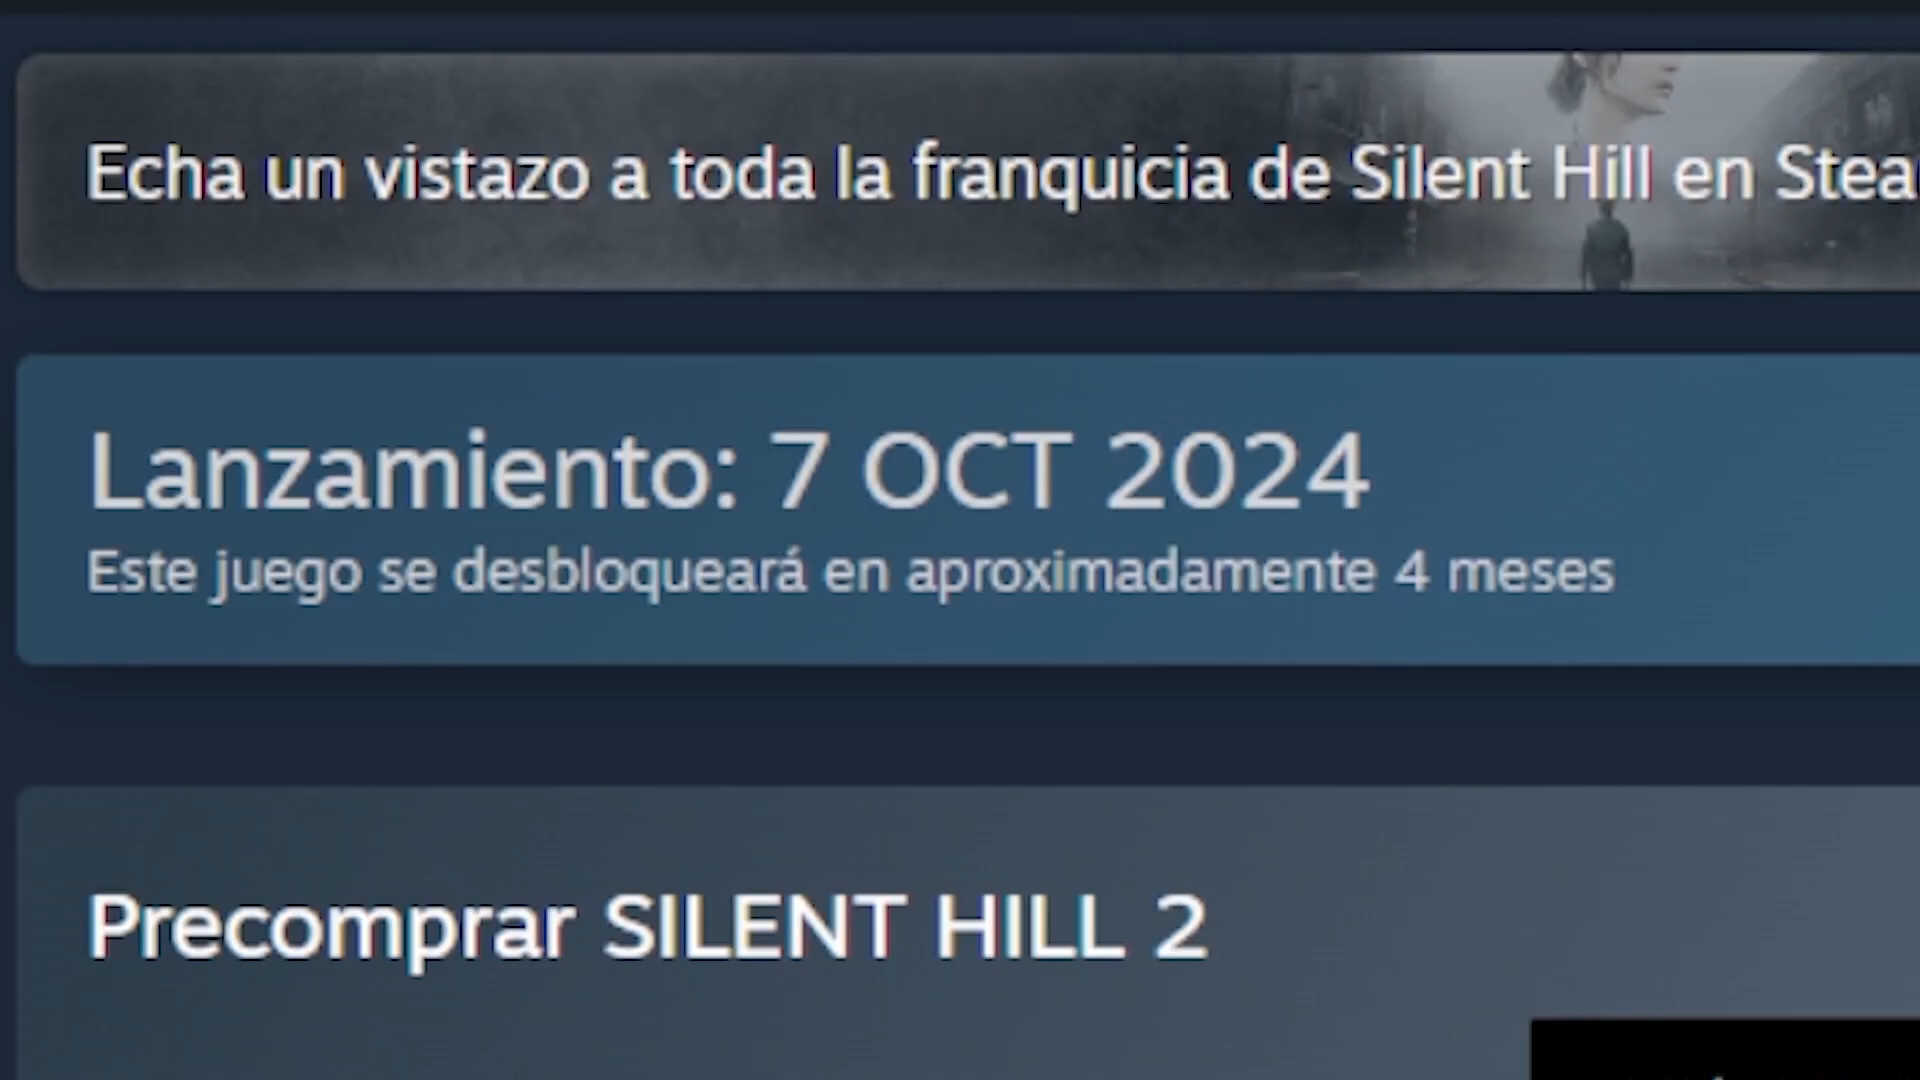 Echa un vistazo a toda la franquicia de Silent Hill en
Lanzamiento: 7 OCT 2024
Este juego se desbloqueará en aproximadamente 4 meses
Precomprar SILENT HILL 2